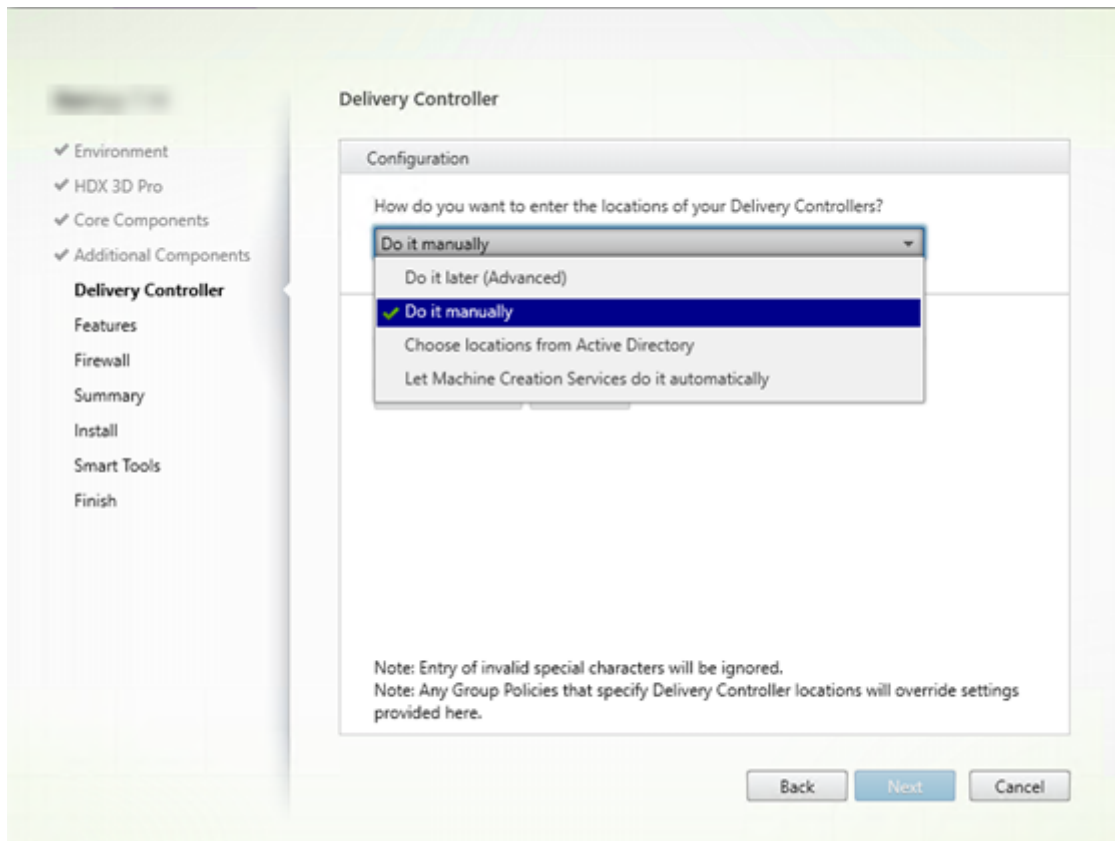 Delivery Controller
Environment
HDX 3D Pro
Core Components
Additional Components
Delivery Controller
Features
Firewall
Summary
Install
Smart Tools
Finish
Configuration
How do you want to enter the locations of your Delivery Controllers?
Do it manually
Do it later (Advanced)
Do it manually
Choose locations from Active Directory
Let Machine Creation Services do it automatically
Note: Entry of invalid special characters will be ignored.
Note: Any Group Policies that specify Delivery Controller locations will override settings
provided here.
Back
Next
Cancel